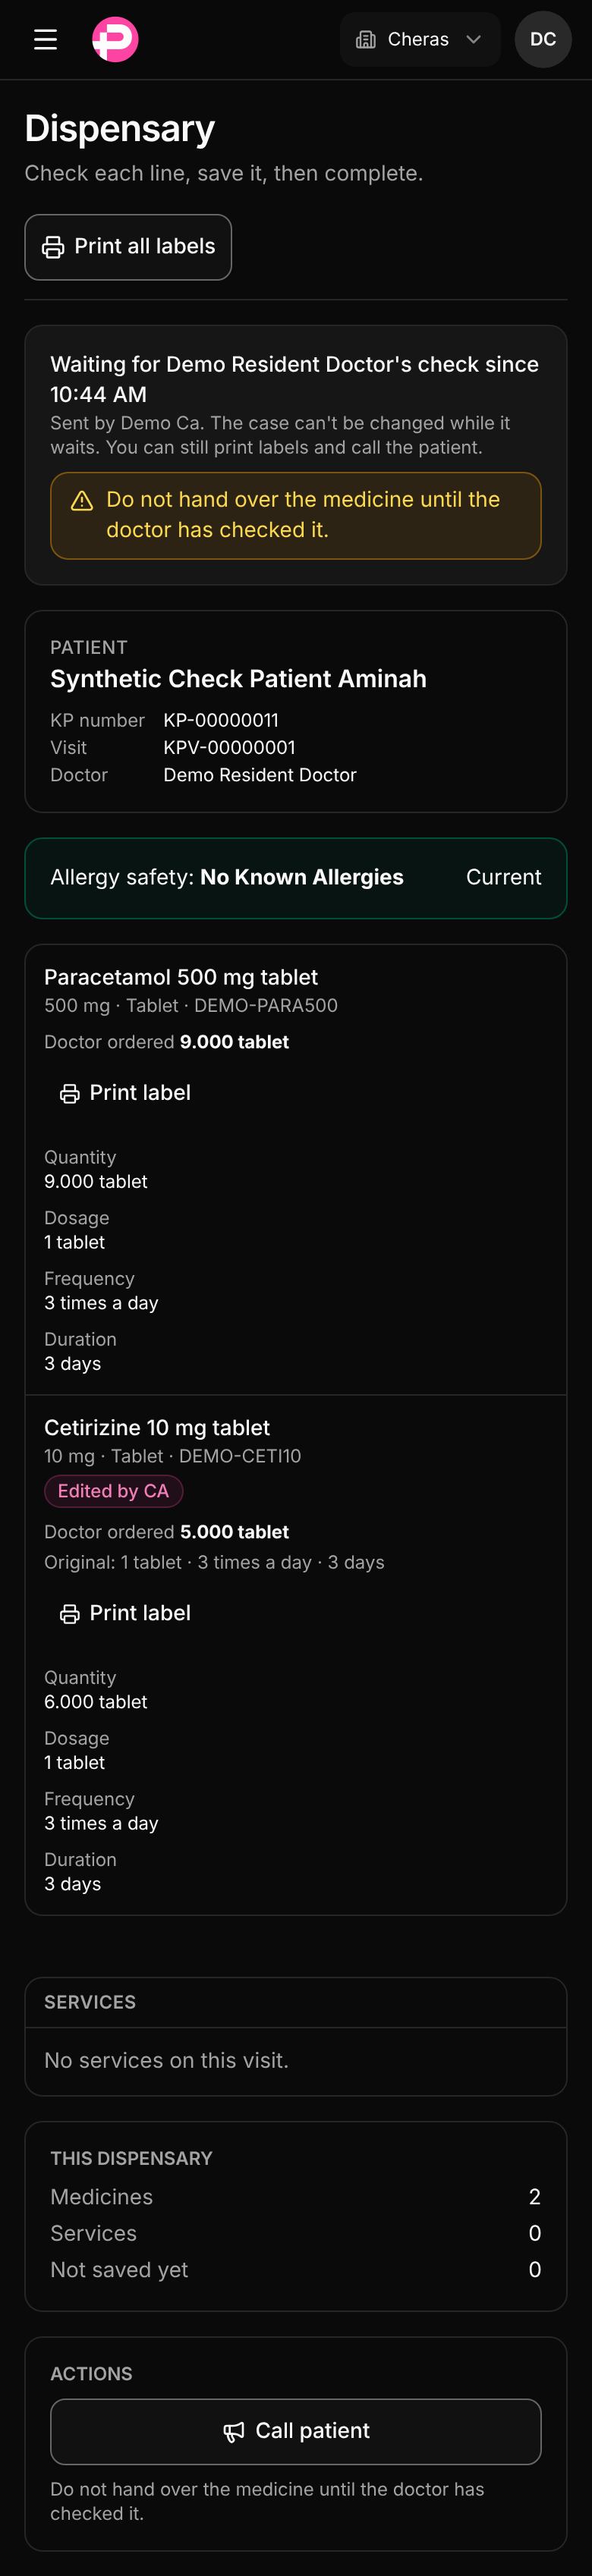 Cheras
DC
Dispensary
Check each line, save it, then complete.
Print all labels
Waiting for Demo Resident Doctor's check since
10:44 AM
Sent by Demo Ca. The case can't be changed while it
waits. You can still print labels and call the patient.
Do not hand over the medicine until the
doctor has checked it.
PATIENT
Synthetic Check Patient Aminah
KP number KP-00000011
Visit KPV-00000001
Doctor Demo Resident Doctor
Allergy safety: No Known Allergies Current
Paracetamol 500 mg tablet
500 mg · Tablet · DEMO-PARA500
Doctor ordered 9.000 tablet
Print label
Quantity
9.000 tablet
Dosage
1 tablet
Frequency
3 times a day
Duration
3 days
Cetirizine 10 mg tablet
10 mg · Tablet · DEMO-CETI10
Edited by CA
Doctor ordered 5.000 tablet
Original: 1 tablet · 3 times a day · 3 days
Print label
Quantity
6.000 tablet
Dosage
1 tablet
Frequency
3 times a day
Duration
3 days
SERVICES
No services on this visit.
THIS DISPENSARY
Medicines 2
Services 0
Not saved yet 0
ACTIONS
Call patient
Do not hand over the medicine until the doctor has
checked it.